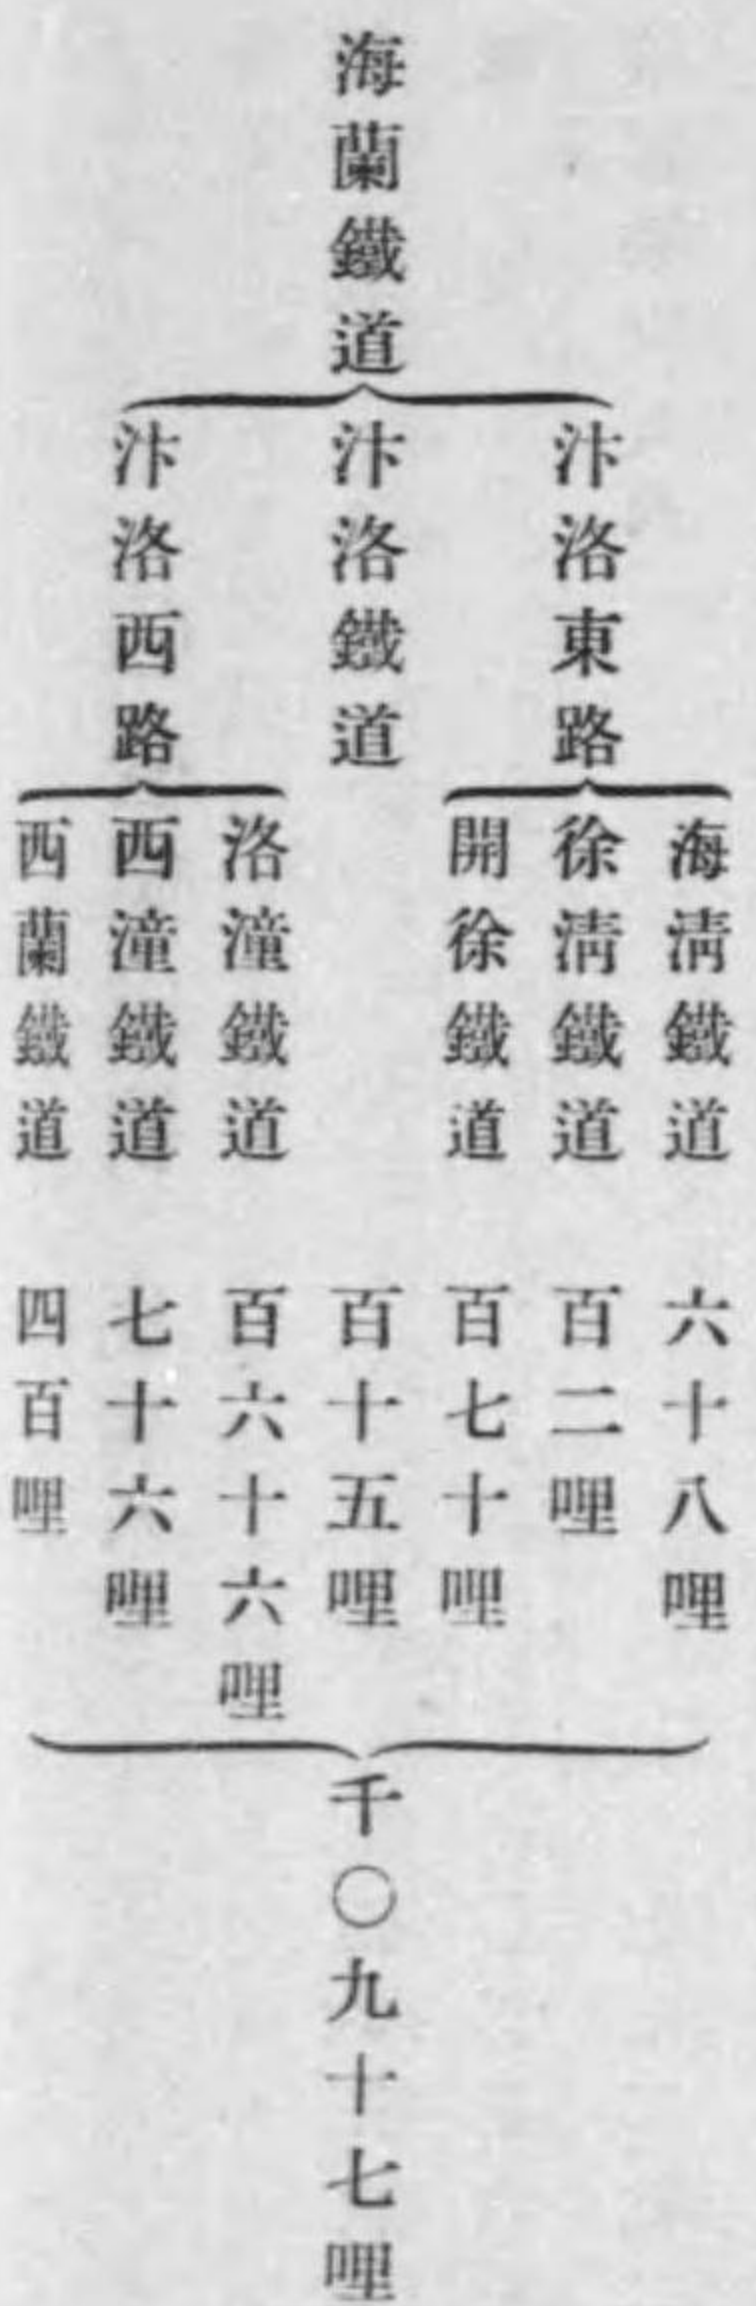 海蘭鐵道
汴洛東路
海淸鐵道 六十八哩
徐淸鐵道 百二哩
開徐鐵道 百七十哩
汴洛鐵道 百十五哩
汴洛西路
洛潼鐵道 百六十六哩
西潼鐵道 七十六哩
西蘭鐵道 四百哩
千〇九十七哩